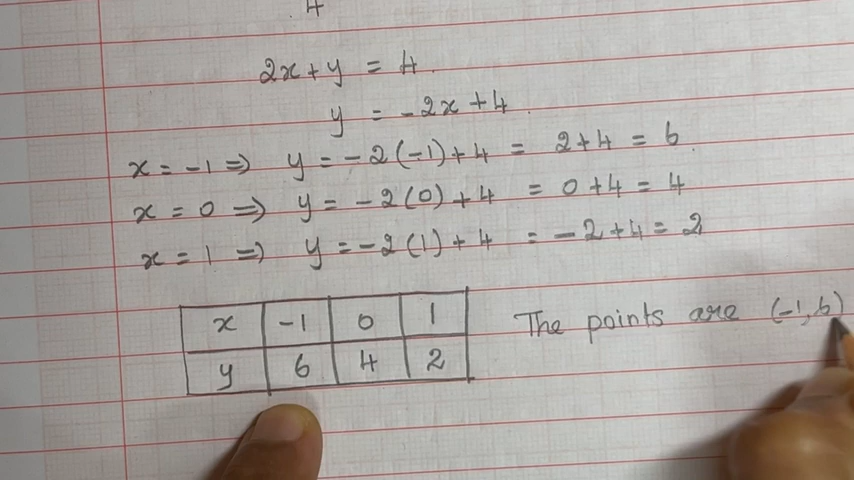 4
2x + y = 4
y = -2x + 4
x = -1 ⇒ y = -2(-1) + 4 = 2 + 4 = 6
x = 0 ⇒ y = -2(0) + 4 = 0 + 4 = 4
x = 1 ⇒ y = -2(1) + 4 = -2 + 4 = 2
x -1 0 1
y 6 4 2
The points are (-1, 6)